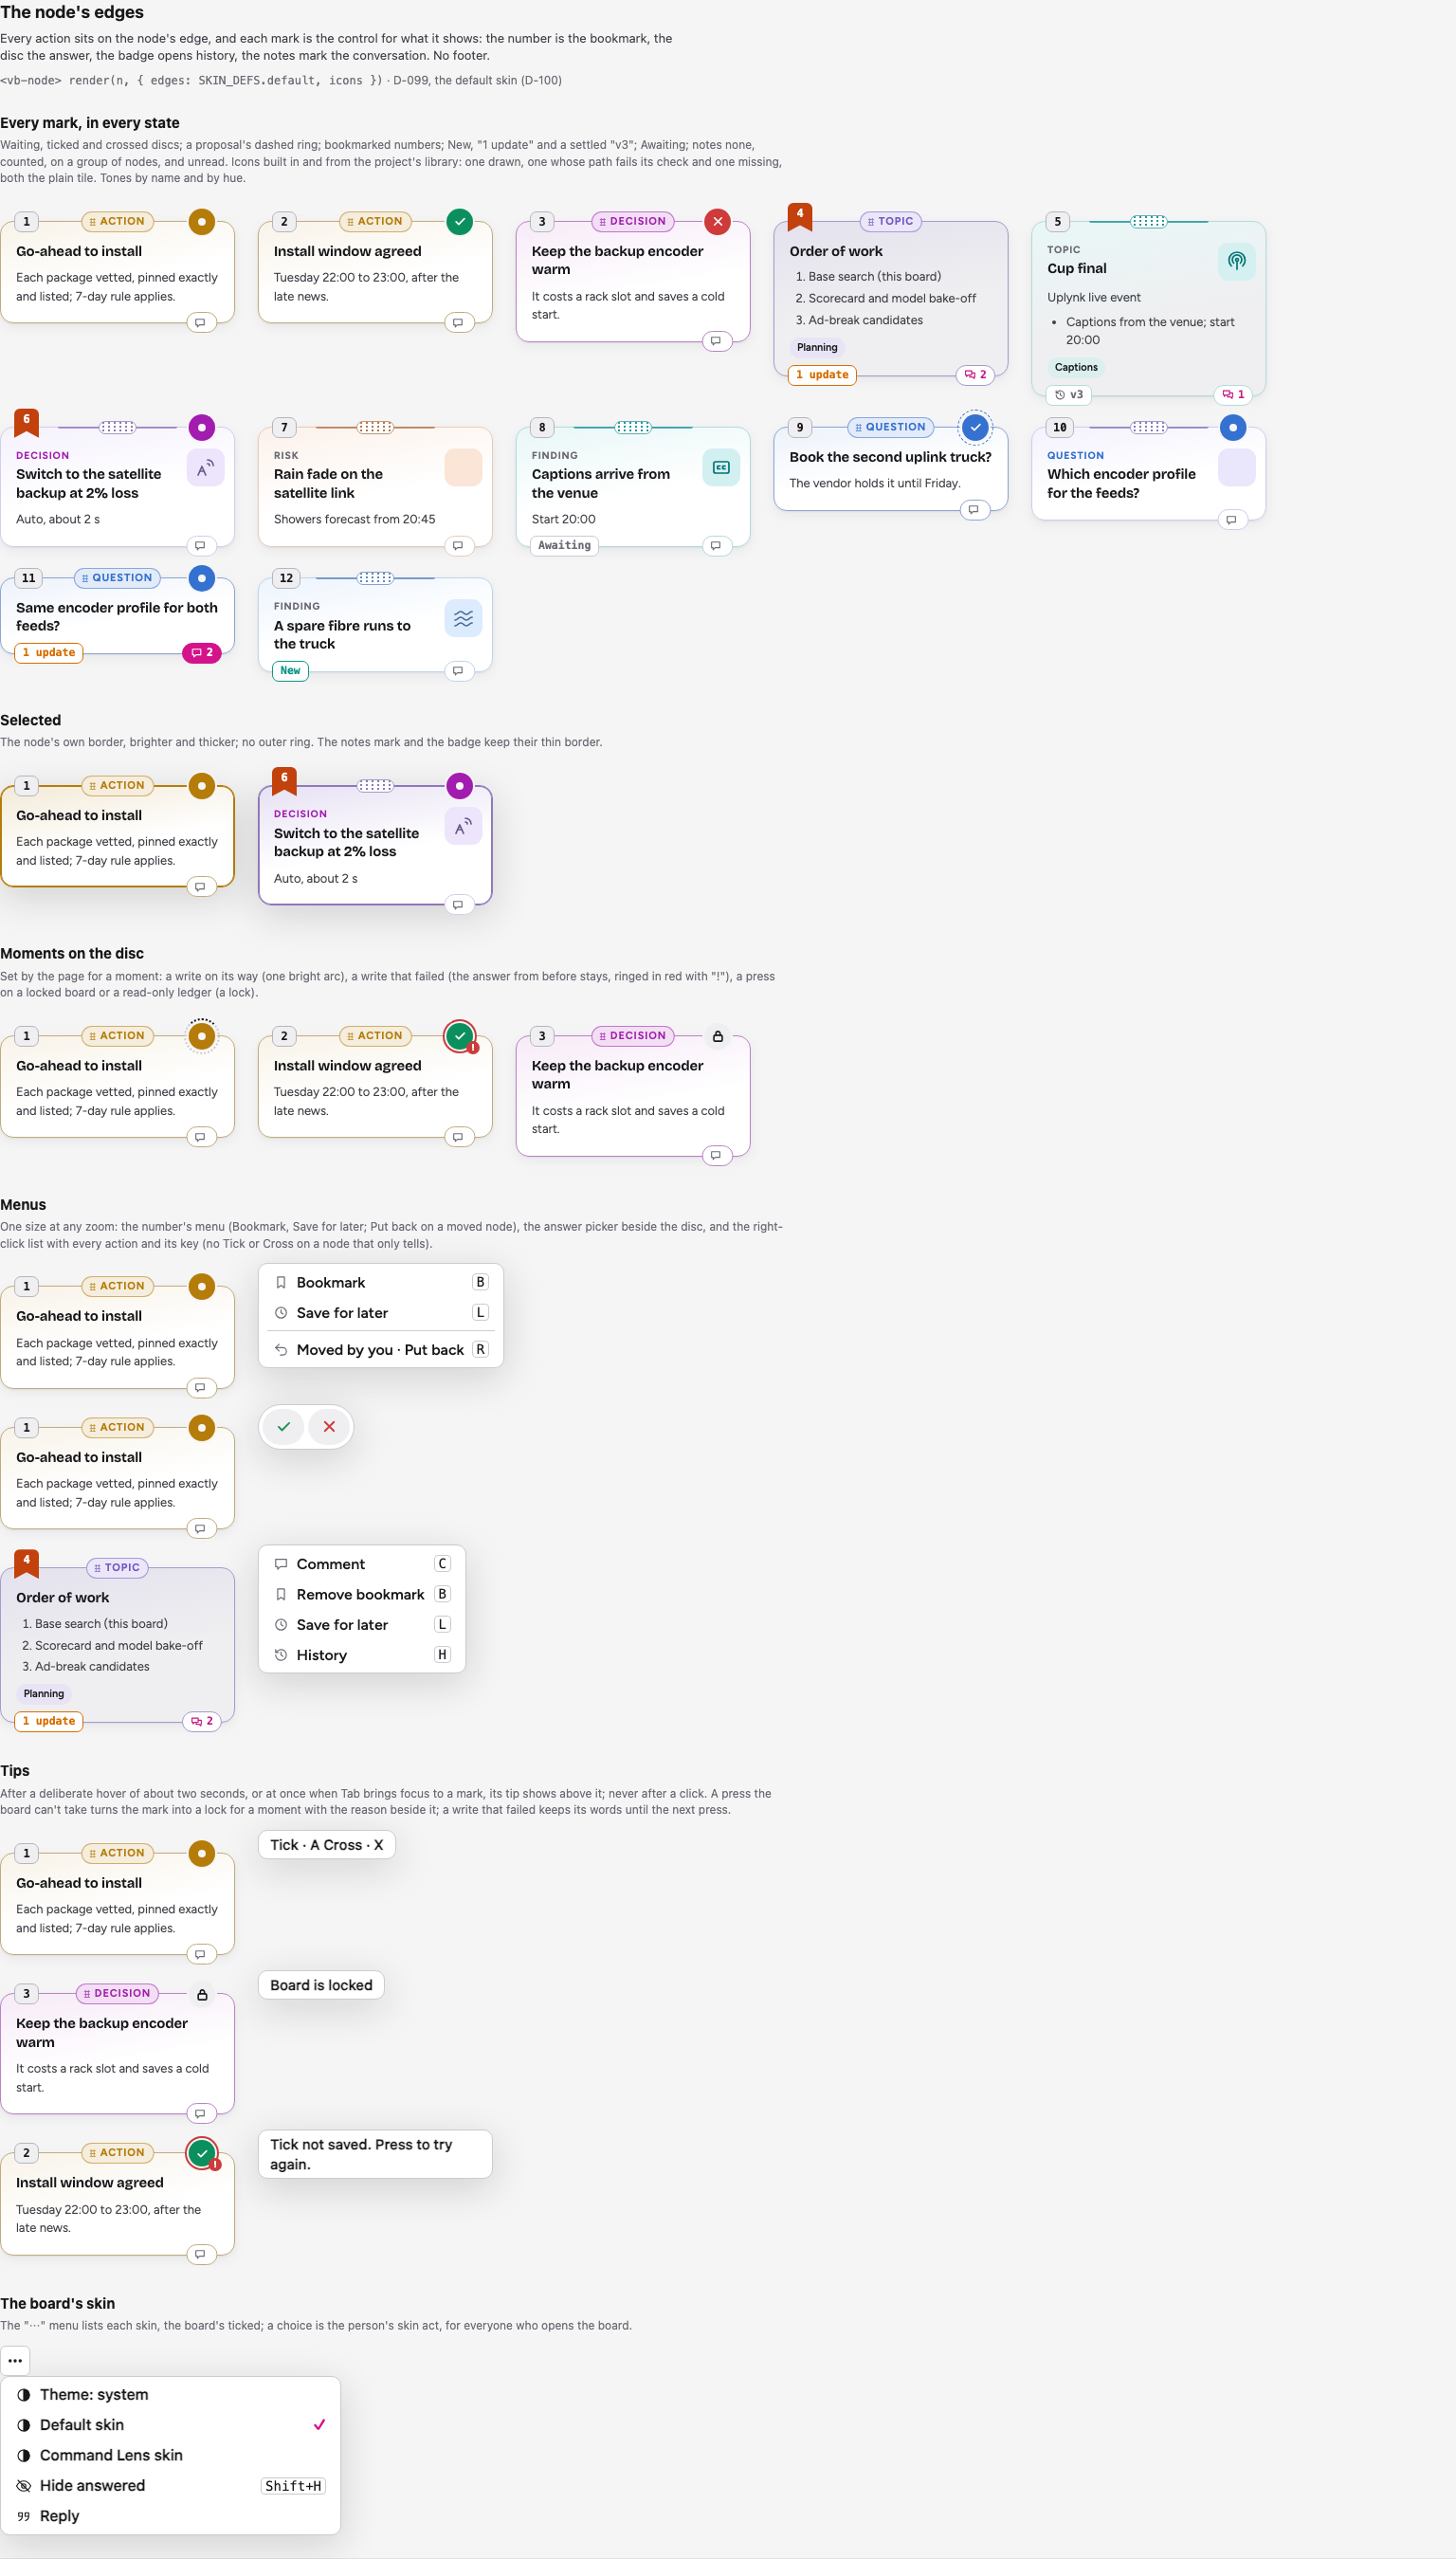 The node's edges
Every action sits on the node's edge, and each mark is the control for what it shows: the number is the bookmark, the
disc the answer, the badge opens history, the notes mark the conversation. No footer.
<vb-node> render(n, { edges: SKIN_DEFS.default, icons }) · D-099, the default skin (D-100)
Every mark, in every state
Waiting, ticked and crossed discs; a proposal's dashed ring; bookmarked numbers; New, "1 update" and a settled "v3"; Awaiting; notes none,
counted, on a group of nodes, and unread. Icons built in and from the project's library: one drawn, one whose path fails its check and one missing,
both the plain tile. Tones by name and by hue.
1
ACTION
Go-ahead to install
Each package vetted, pinned exactly
and listed; 7-day rule applies.
2
ACTION
Install window agreed
Tuesday 22:00 to 23:00, after the
late news.
3
DECISION
Keep the backup encoder
warm
It costs a rack slot and saves a cold
start.
4
TOPIC
Order of work
1. Base search (this board)
2. Scorecard and model bake-off
3. Ad-break candidates
Planning
1 update
2
5
TOPIC
Cup final
Uplynk live event
• Captions from the venue; start
20:00
Captions
v3
1
6
DECISION
Switch to the satellite
backup at 2% loss
Auto, about 2 s
7
RISK
Rain fade on the
satellite link
Showers forecast from 20:45
8
FINDING
Captions arrive from
the venue
Start 20:00
Awaiting
9
QUESTION
Book the second uplink truck?
The vendor holds it until Friday.
10
QUESTION
Which encoder profile
for the feeds?
11
QUESTION
Same encoder profile for both
feeds?
1 update
2
12
FINDING
A spare fibre runs to
the truck
New
Selected
The node's own border, brighter and thicker; no outer ring. The notes mark and the badge keep their thin border.
1
ACTION
Go-ahead to install
Each package vetted, pinned exactly
and listed; 7-day rule applies.
6
DECISION
Switch to the satellite
backup at 2% loss
Auto, about 2 s
Moments on the disc
Set by the page for a moment: a write on its way (one bright arc), a write that failed (the answer from before stays, ringed in red with "!"), a press
on a locked board or a read-only ledger (a lock).
1
ACTION
Go-ahead to install
Each package vetted, pinned exactly
and listed; 7-day rule applies.
2
ACTION
!
Install window agreed
Tuesday 22:00 to 23:00, after the
late news.
3
DECISION
Keep the backup encoder
warm
It costs a rack slot and saves a cold
start.
Menus
One size at any zoom: the number's menu (Bookmark, Save for later; Put back on a moved node), the answer picker beside the disc, and the right-
click list with every action and its key (no Tick or Cross on a node that only tells).
1
ACTION
Go-ahead to install
Each package vetted, pinned exactly
and listed; 7-day rule applies.
Bookmark B
Save for later L
Moved by you · Put back R
1
ACTION
Go-ahead to install
Each package vetted, pinned exactly
and listed; 7-day rule applies.
4
TOPIC
Order of work
1. Base search (this board)
2. Scorecard and model bake-off
3. Ad-break candidates
Planning
1 update
2
Comment C
Remove bookmark B
Save for later L
History H
Tips
After a deliberate hover of about two seconds, or at once when Tab brings focus to a mark, its tip shows above it; never after a click. A press the
board can't take turns the mark into a lock for a moment with the reason beside it; a write that failed keeps its words until the next press.
1
ACTION
Go-ahead to install
Each package vetted, pinned exactly
and listed; 7-day rule applies.
Tick · A Cross · X
3
DECISION
Keep the backup encoder
warm
It costs a rack slot and saves a cold
start.
Board is locked
2
ACTION
!
Install window agreed
Tuesday 22:00 to 23:00, after the
late news.
Tick not saved. Press to try
again.
The board's skin
The "···" menu lists each skin, the board's ticked; a choice is the person's skin act, for everyone who opens the board.
Theme: system
Default skin
Command Lens skin
Hide answered Shift+H
Reply